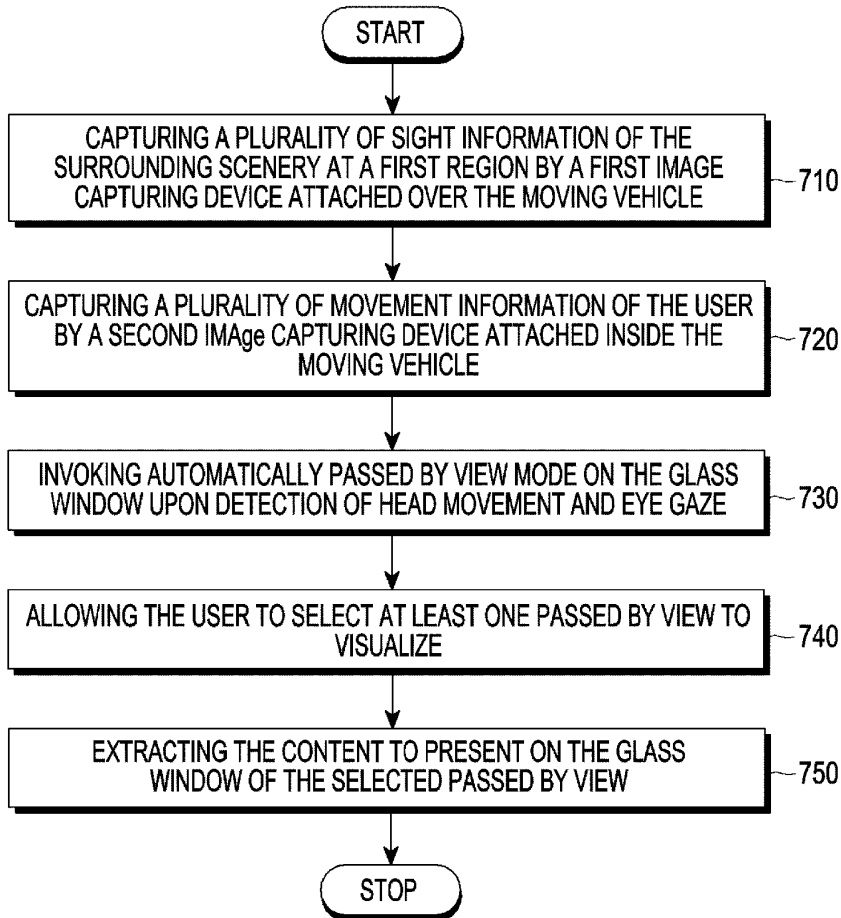 START
CAPTURING A PLURALITY OF SIGHT INFORMATION OF THE
SURROUNDING SCENERY AT A FIRST REGION BY A FIRST IMAGE
CAPTURING DEVICE ATTACHED OVER THE MOVING VEHICLE
710
CAPTURING A PLURALITY OF MOVEMENT INFORMATION OF THE USER
BY A SECOND IMAge CAPTURING DEVICE ATTACHED INSIDE THE
MOVING VEHICLE
720
INVOKING AUTOMATICALLY PASSED BY VIEW MODE ON THE GLASS
WINDOW UPON DETECTION OF HEAD MOVEMENT AND EYE GAZE
730
ALLOWING THE USER TO SELECT AT LEAST ONE PASSED BY VIEW TO
VISUALIZE
740
EXTRACTING THE CONTENT TO PRESENT ON THE GLASS
WINDOW OF THE SELECTED PASSED BY VIEW
750
STOP